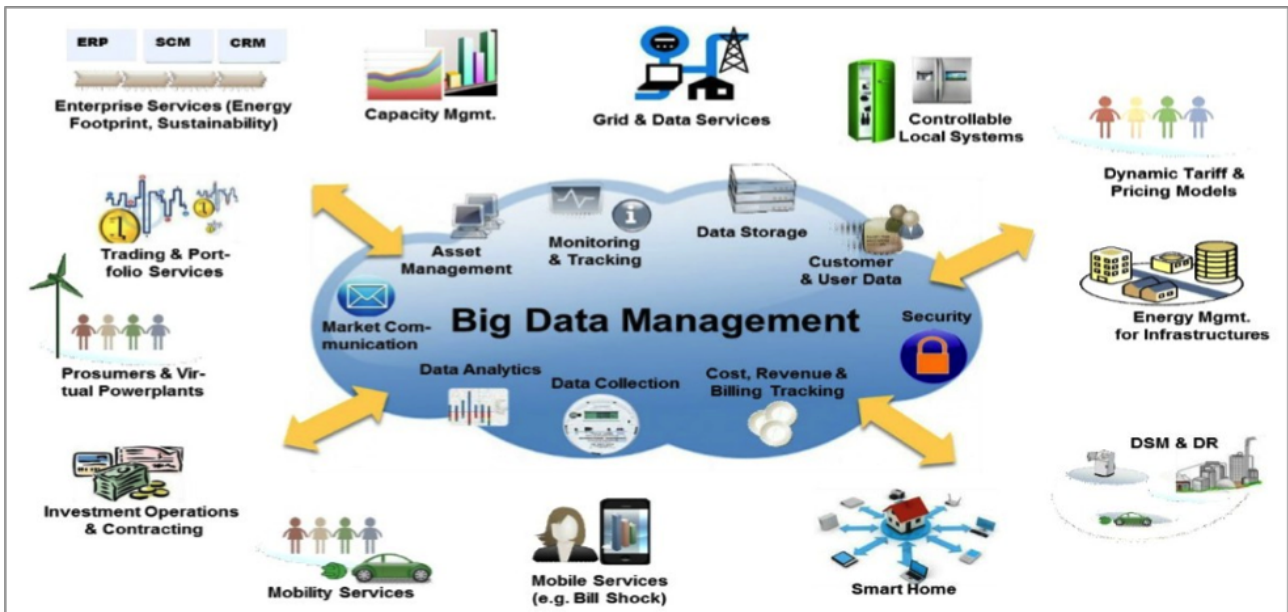 ERP SCM CRM
Enterprise Services (Energy
Footprint, Sustainability)
Capacity Mgmt.
Grid & Data Services
Controllable
Local Systems
Dynamic Tariff &
Pricing Models
Trading & Port-
folio Services
Asset
Management
Monitoring
& Tracking
Data Storage
Customer
& User Data
Energy Mgmt.
for Infrastructures
Prosumers & Vir-
tual Powerplants
Market Com-
munication
Big Data Management
Security
Data Analytics
Data Collection
Cost, Revenue &
Billing Tracking
Investment Operations
& Contracting
DSM & DR
Mobility Services
Mobile Services
(e.g. Bill Shock)
Smart Home